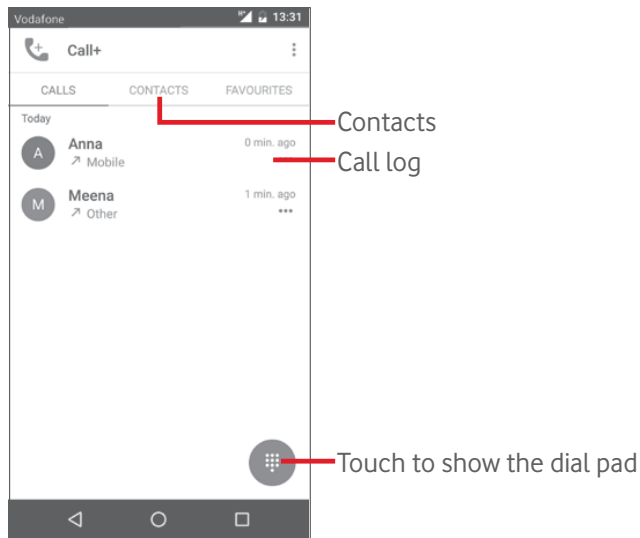 Vodafone 13:31
Call+
CALLS CONTACTS FAVOURITES
Today
Contacts
A Anna 0 min. ago
Mobile
Call log
M Meena 1 min. ago
Other
Touch to show the dial pad